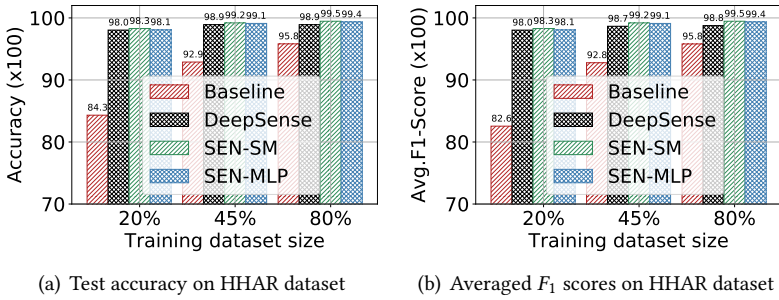 100
90
80
70
Accuracy (x100)
84.3
98.0
98.3
98.1
92.9
98.9
99.2
99.1
95.8
98.9
99.5
99.4
Baseline
DeepSense
SEN-SM
SEN-MLP
20%
45%
80%
Training dataset size
(a) Test accuracy on HHAR dataset
100
90
80
70
Avg.F1-Score (x100)
82.6
98.0
98.3
98.1
92.8
98.7
99.2
99.1
95.8
98.8
99.5
99.4
Baseline
DeepSense
SEN-SM
SEN-MLP
20%
45%
80%
Training dataset size
(b) Averaged F1 scores on HHAR dataset